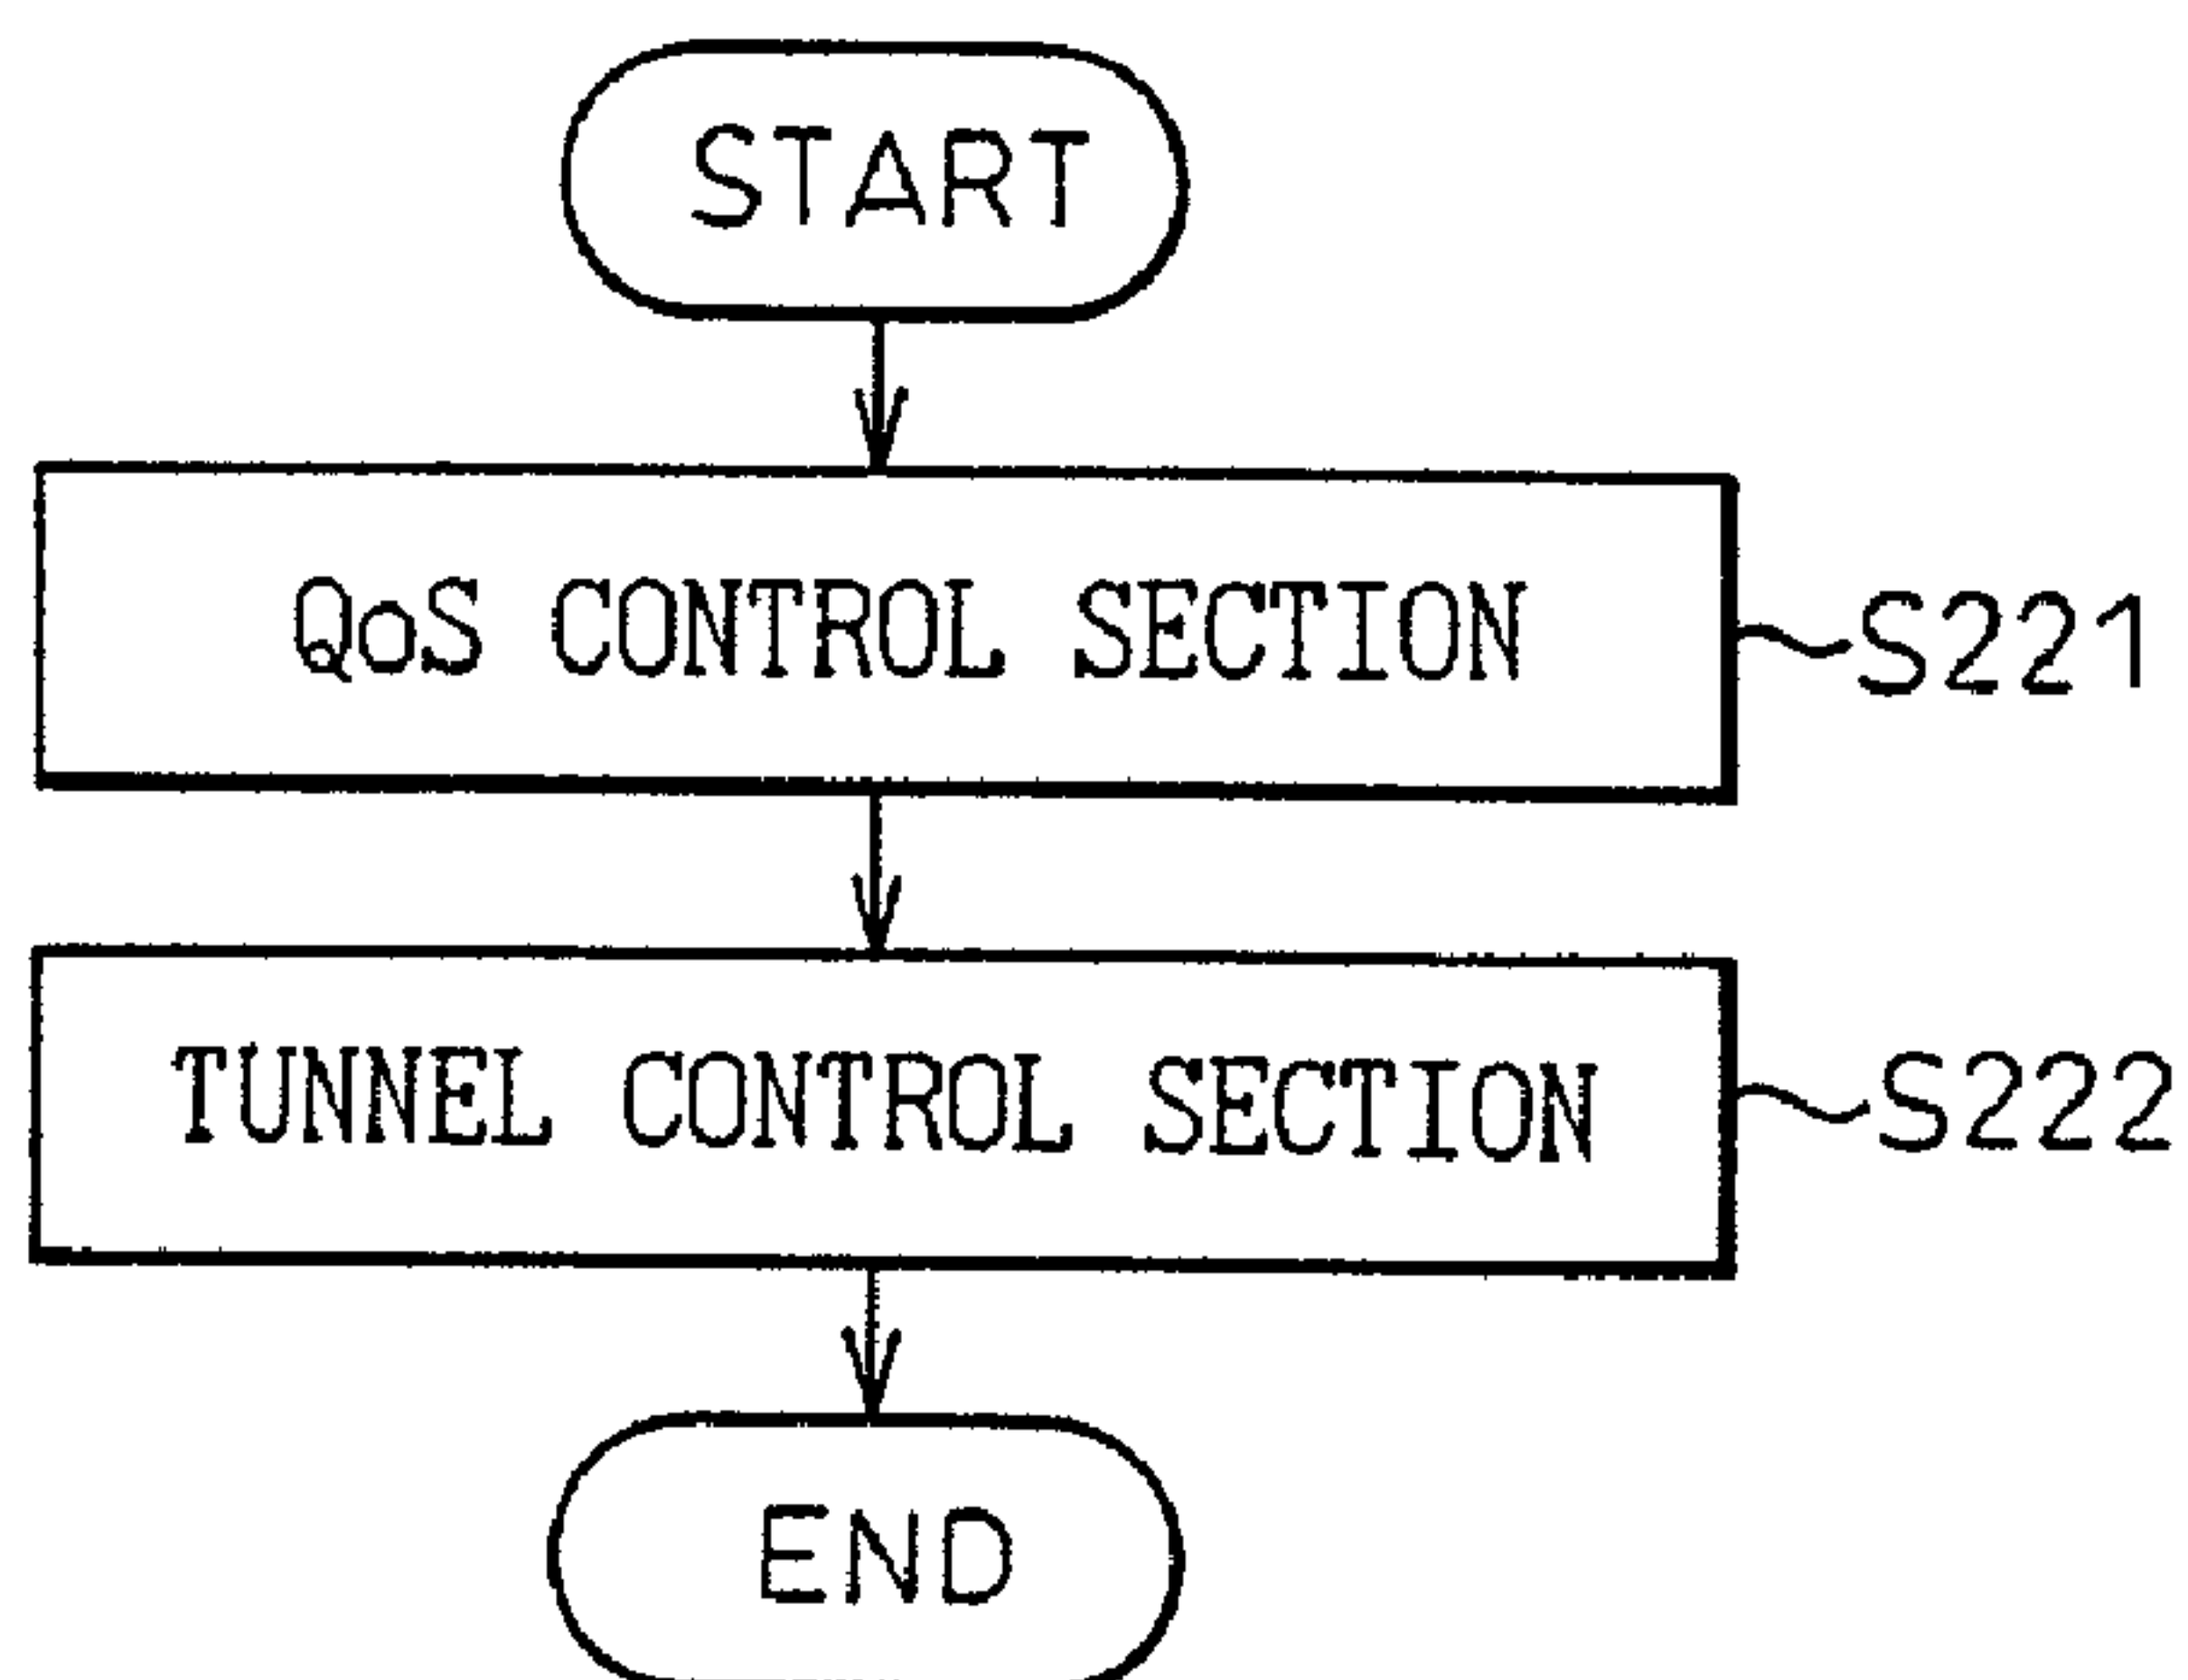 START
QoS CONTROL SECTION
S221
TUNNEL CONTROL SECTION
S222
END